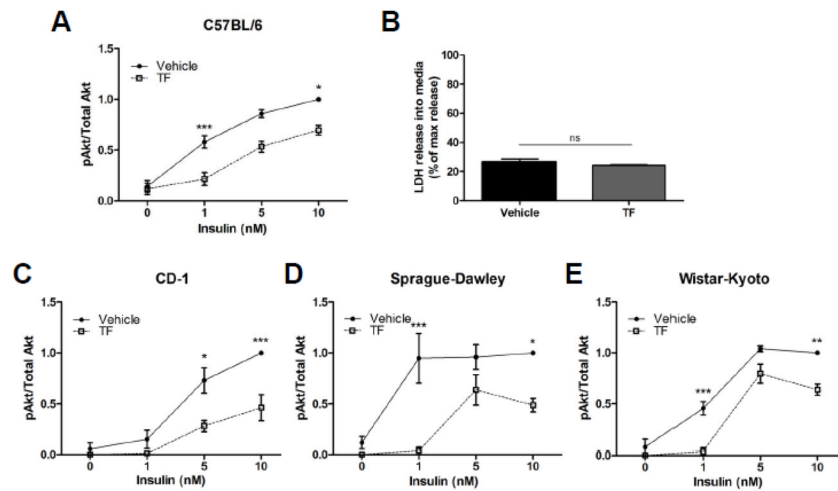 A
C57BL/6
Vehicle
TF
***
*
pAkt/Total Akt
1.5
1.0
0.5
0.0
0 1 5 10
Insulin (nM)
B
LDH release into media
(% of max release)
100
80
60
40
20
0
ns
Vehicle TF
C
CD-1
Vehicle
TF
*
***
pAkt/Total Akt
1.5
1.0
0.5
0.0
0 1 5 10
Insulin (nM)
D
Sprague-Dawley
Vehicle
TF
***
*
pAkt/Total Akt
1.5
1.0
0.5
0.0
0 1 5 10
Insulin (nM)
E
Wistar-Kyoto
Vehicle
TF
***
**
pAkt/Total Akt
1.5
1.0
0.5
0.0
0 1 5 10
Insulin (nM)